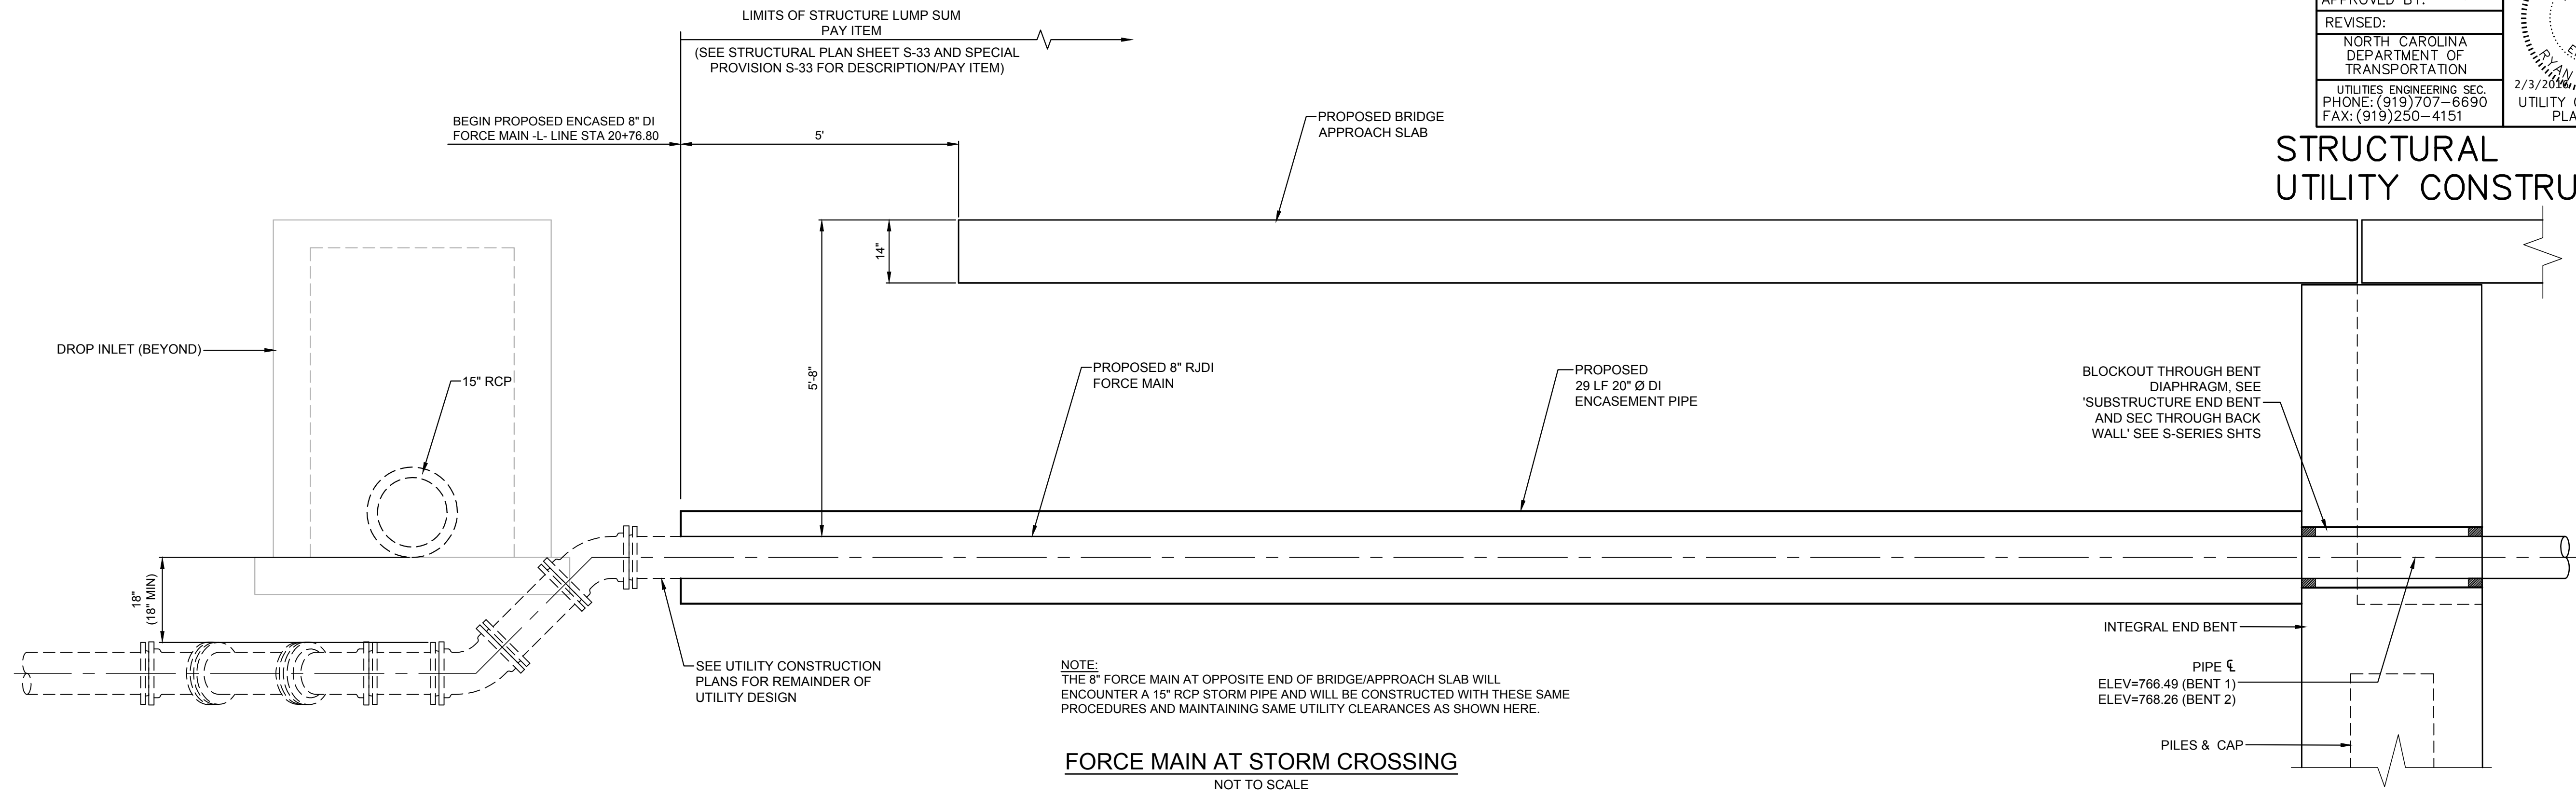 LIMITS OF STRUCTURE LUMP SUM
PAY ITEM
(SEE STRUCTURAL PLAN SHEET S-33 AND SPECIAL
PROVISION S-33 FOR DESCRIPTION/PAY ITEM)
BEGIN PROPOSED ENCASED 8" DI
FORCE MAIN -L- LINE STA 20+76.80
5'
PROPOSED BRIDGE
APPROACH SLAB
APPROVED BY:
REVISED:
NORTH CAROLINA
DEPARTMENT OF
TRANSPORTATION
UTILITIES ENGINEERING SEC.
PHONE:(919)707-6690
FAX:(919)250-4151
RYAN
UTILITY
STRUCTURAL
UTILITY
14"
5'-8"
DROP INLET (BEYOND)
15" RCP
PROPOSED 8" RJDI
FORCE MAIN
PROPOSED
29 LF 20" Ø DI
ENCASEMENT PIPE
BLOCKOUT THROUGH BENT
DIAPHRAGM, SEE
'SUBSTRUCTURE END BENT
AND SEC THROUGH BACK
WALL' SEE S-SERIES SHTS
18"
(18" MIN)
INTEGRAL END BENT
PIPE ℄
ELEV=766.49 (BENT 1)
ELEV=768.26 (BENT 2)
PILES & CAP
SEE UTILITY CONSTRUCTION
PLANS FOR REMAINDER OF
UTILITY DESIGN
NOTE:
THE 8" FORCE MAIN AT OPPOSITE END OF BRIDGE/APPROACH SLAB WILL
ENCOUNTER A 15" RCP STORM PIPE AND WILL BE CONSTRUCTED WITH THESE SAME
PROCEDURES AND MAINTAINING SAME UTILITY CLEARANCES AS SHOWN HERE.
FORCE MAIN AT STORM CROSSING
NOT TO SCALE